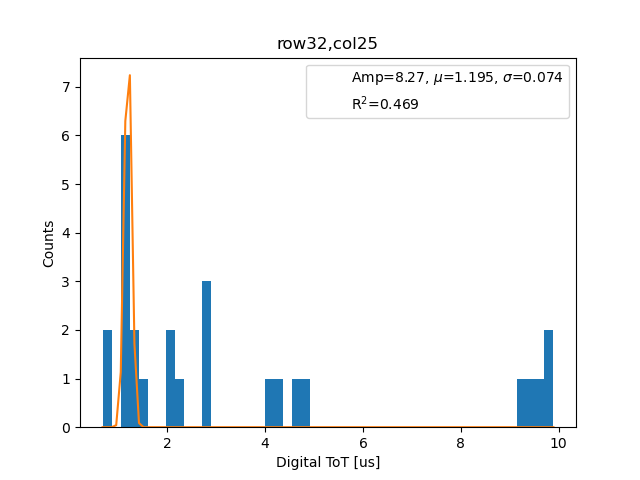 row32,col25
Amp=8.27, μ=1.195, σ=0.074
R²=0.469
7
6
5
4
3
2
1
0
Counts
2 4 6 8 10
Digital ToT [us]